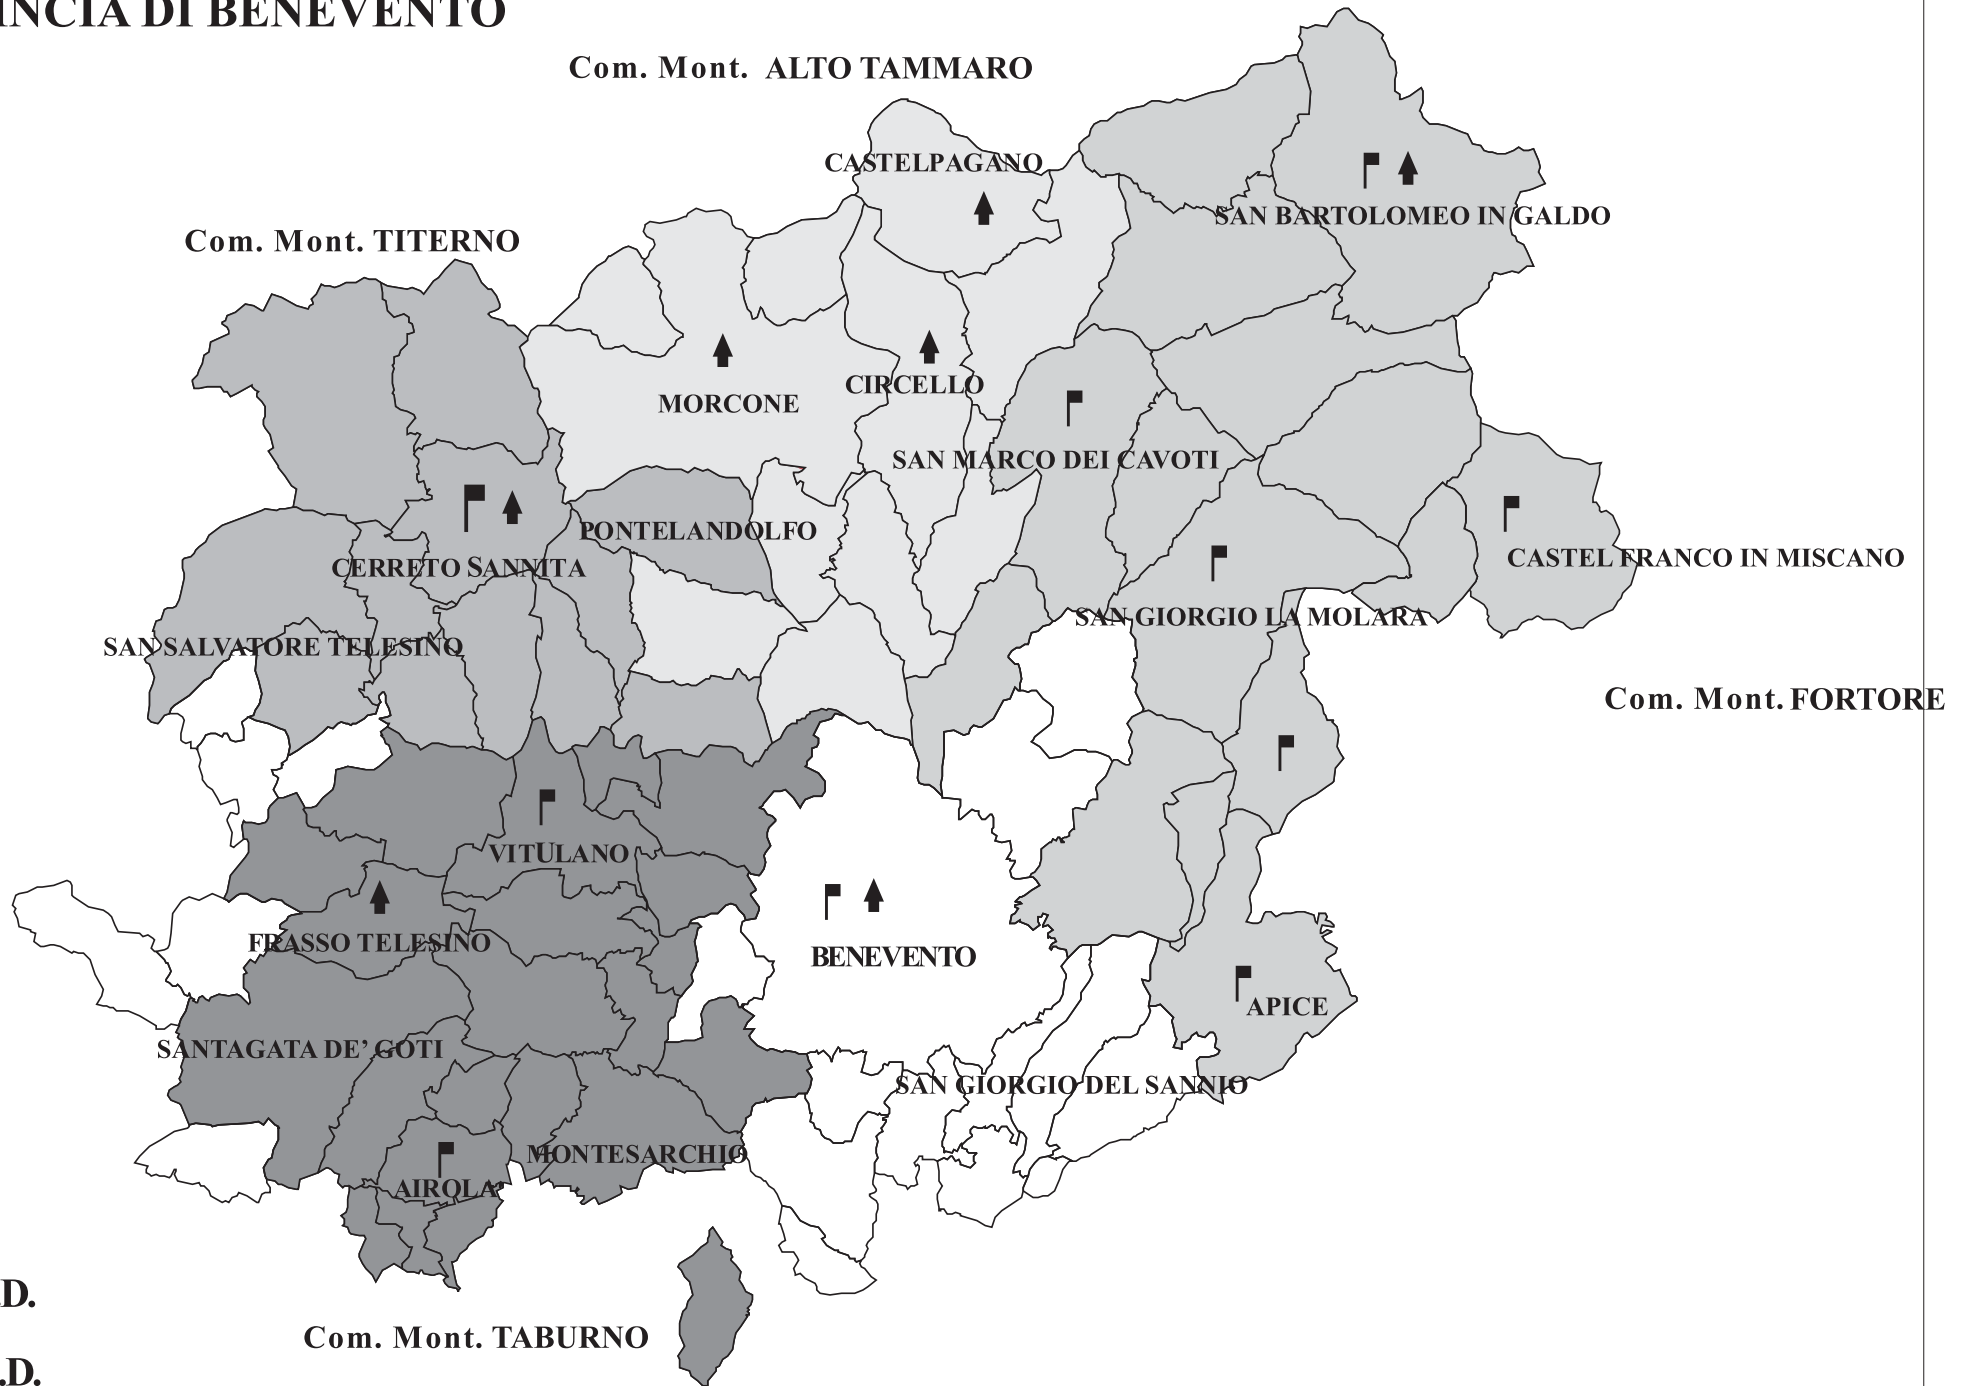 INCIA DI BENEVENTO
Com. Mont. ALTO TAMMARO
CASTELPAGANO
SAN BARTOLOMEO IN GALDO
Com. Mont. TITERNO
CIRCELLO
MORCONE
SAN MARCO DEI CAVOTI
PONTELANDOLFO
CASTEL FRANCO IN MISCANO
CERRETO SANNITA
SAN GIORGIO LA MOLARA
SAN SALVATORE TELESINO
Com. Mont. FORTORE
VITULANO
FRASSO TELESINO
BENEVENTO
APICE
SANTAGATA DE' GOTI
SAN GIORGIO DEL SANNIO
MONTESARCHIO
AIROLA
.D.
Com. Mont. TABURNO
.D.